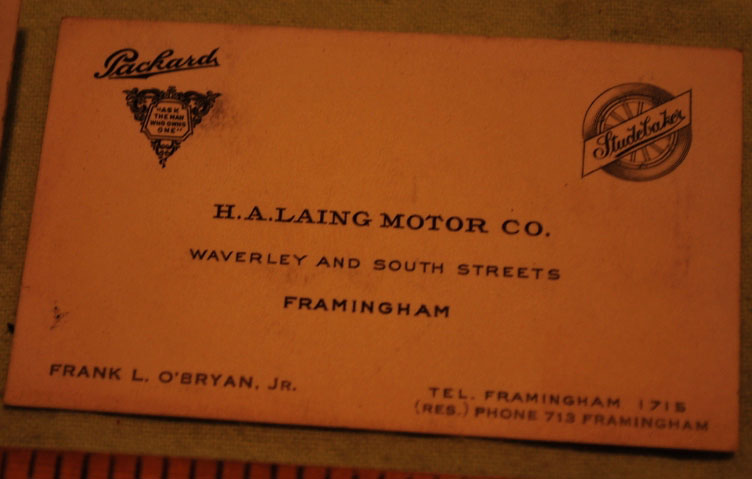 Packard
"ASK
THE MAN
WHO OWNS
ONE"
Studebaker
H.A.LAING MOTOR CO.
WAVERLEY AND SOUTH STREETS
FRAMINGHAM
FRANK L. O'BRYAN, JR.
TEL. FRAMINGHAM 1715
(RES.) PHONE 713 FRAMINGHAM